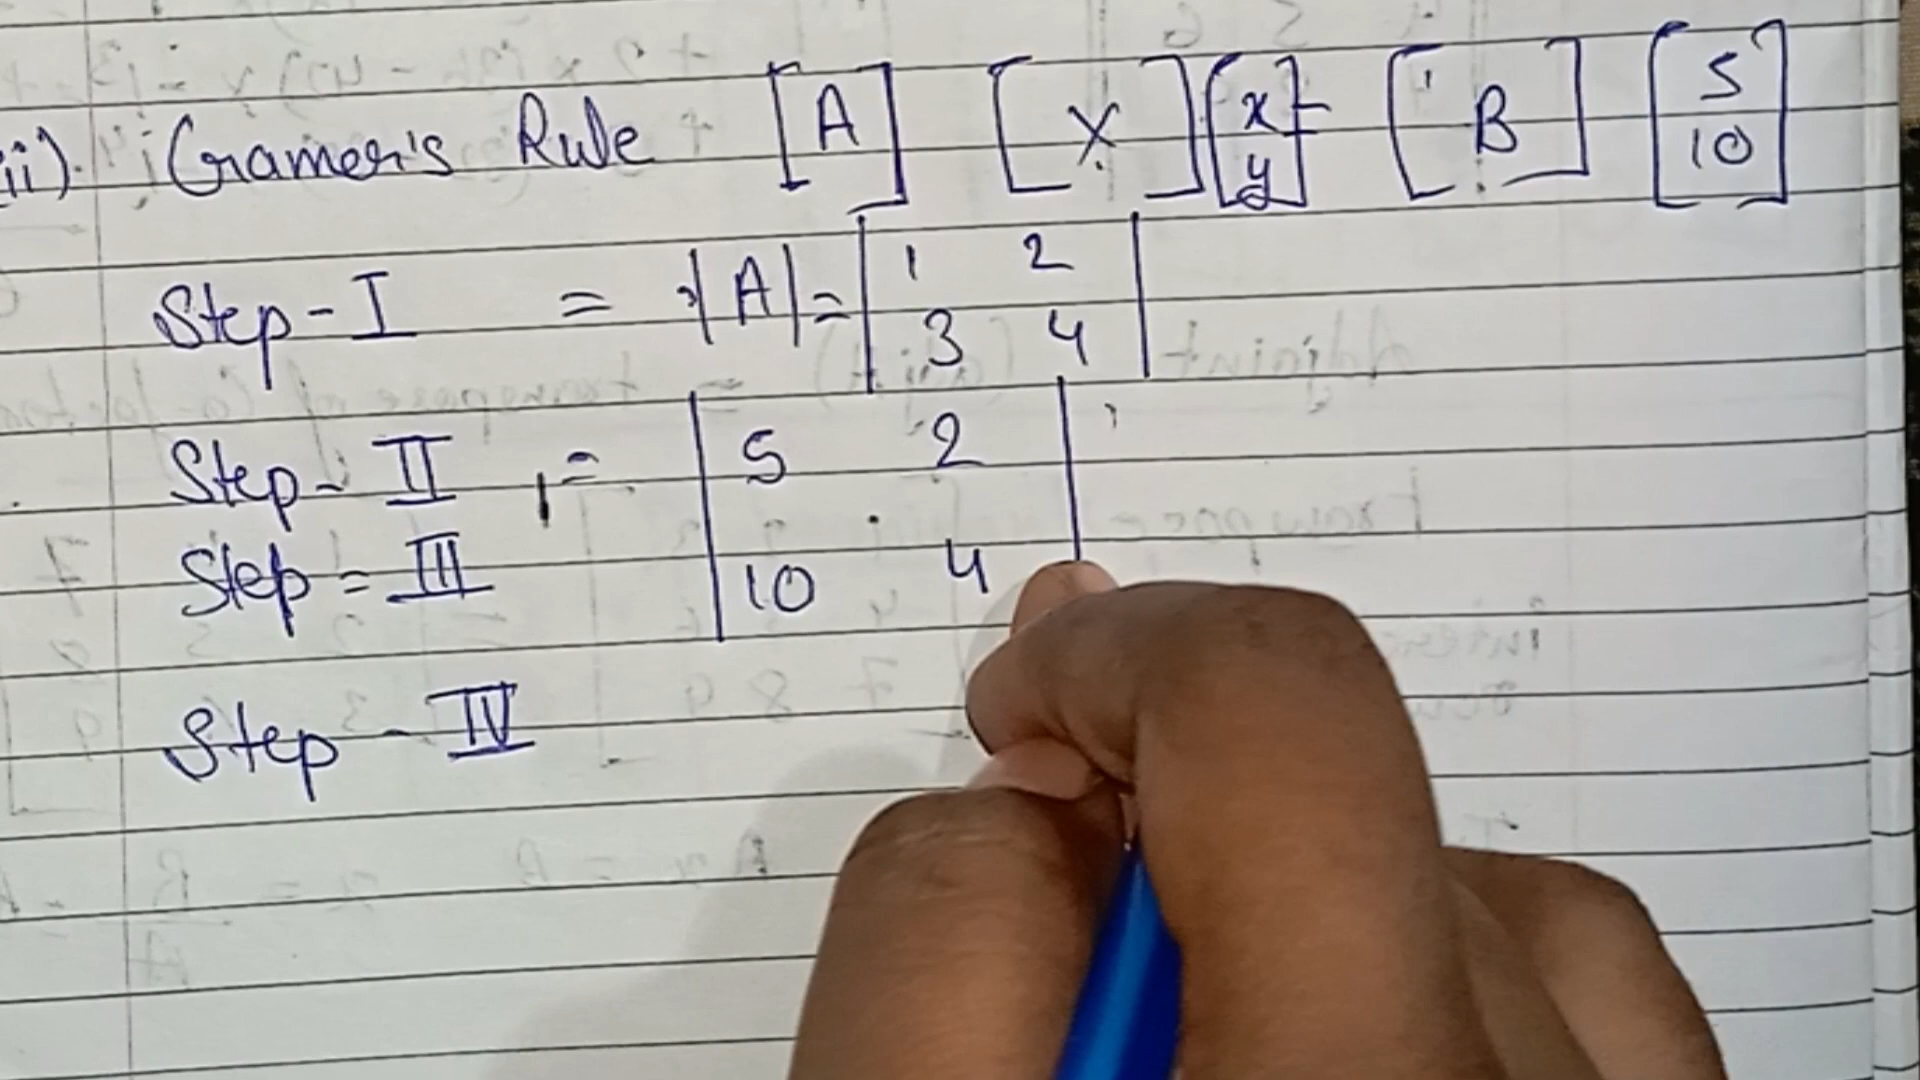 ii). Cramer's Rule [A] [X] [x y] = [B] [5 10]
Step-I = |A| = |1 2
3 4|
Step-II = |5 2
Step=III 10 4|
Step-IV